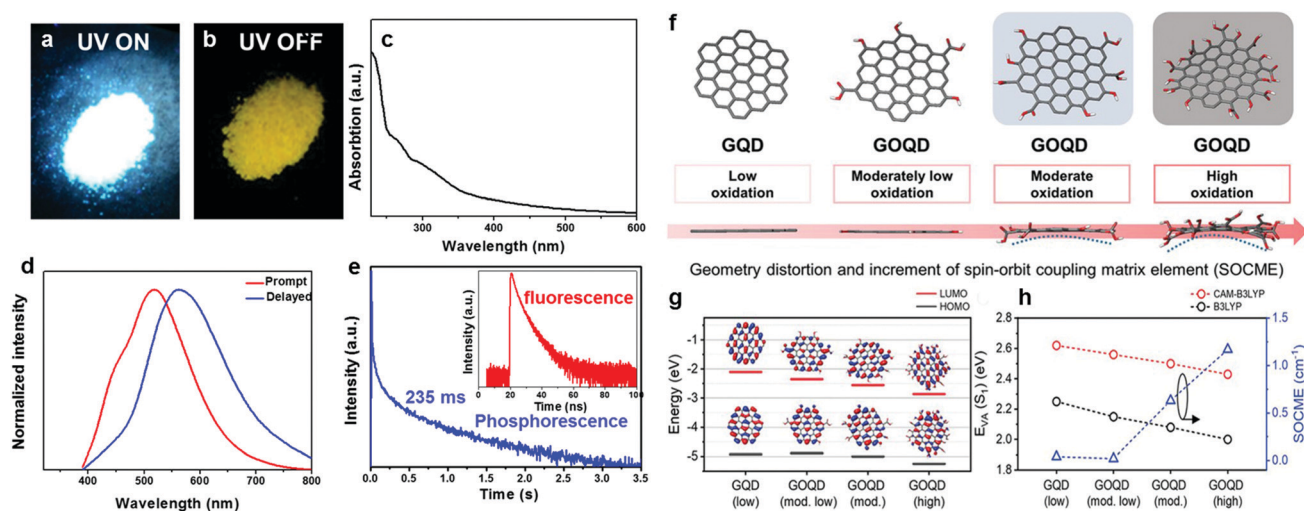 a UV ON
b UV OFF
c
Absorbtion (a.u.)
300 400 500 600
Wavelength (nm)
d
Prompt
Delayed
Normalized intensity
400 500 600 700 800
Wavelength (nm)
e
fluorescence
Intensity (a.u.)
0 20 40 60 80 100
Time (ns)
Intensity (a.u.)
235 ms
Phosphorescence
0.0 0.5 1.0 1.5 2.0 2.5 3.0 3.5
Time (s)
f
GQD GOQD GOQD GOQD
Low
oxidation
Moderately low
oxidation
Moderate
oxidation
High
oxidation
Geometry distortion and increment of spin-orbit coupling matrix element (SOCME)
g
LUMO
HOMO
Energy (eV)
-1
-2
-3
-4
-5
GQD
(low)
GOQD
(mod. low)
GOQD
(mod.)
GOQD
(high)
h
CAM-B3LYP
B3LYP
E_VA (S_1) (eV)
2.8
2.6
2.4
2.2
2.0
1.5
1.0
0.5
0.0
SOCME (cm⁻¹)
GQD
(low)
GOQD
(mod. low)
GOQD
(mod.)
GOQD
(high)